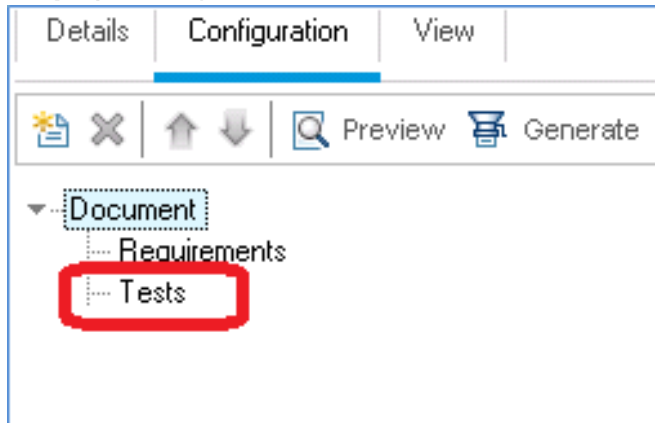 Details Configuration View
Preview Generate
Document
Requirements
Tests